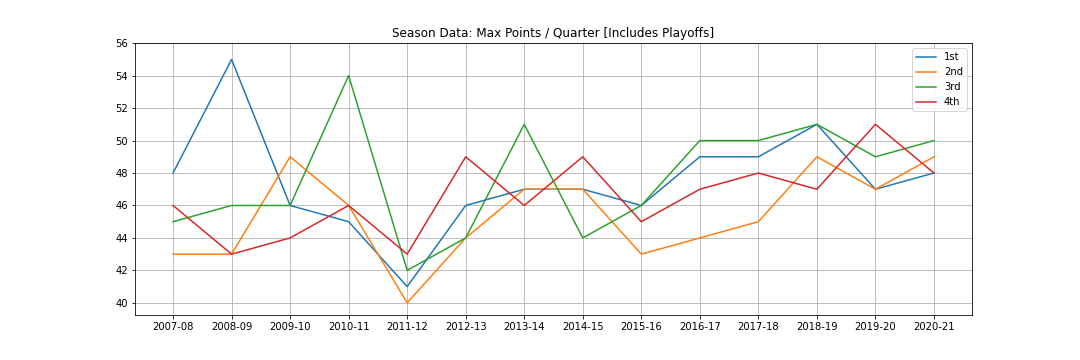 Season Data: Max Points / Quarter [Includes Playoffs]
56
54
52
50
48
46
44
42
40
1st
2nd
3rd
4th
2007-08 2008-09 2009-10 2010-11 2011-12 2012-13 2013-14 2014-15 2015-16 2016-17 2017-18 2018-19 2019-20 2020-21